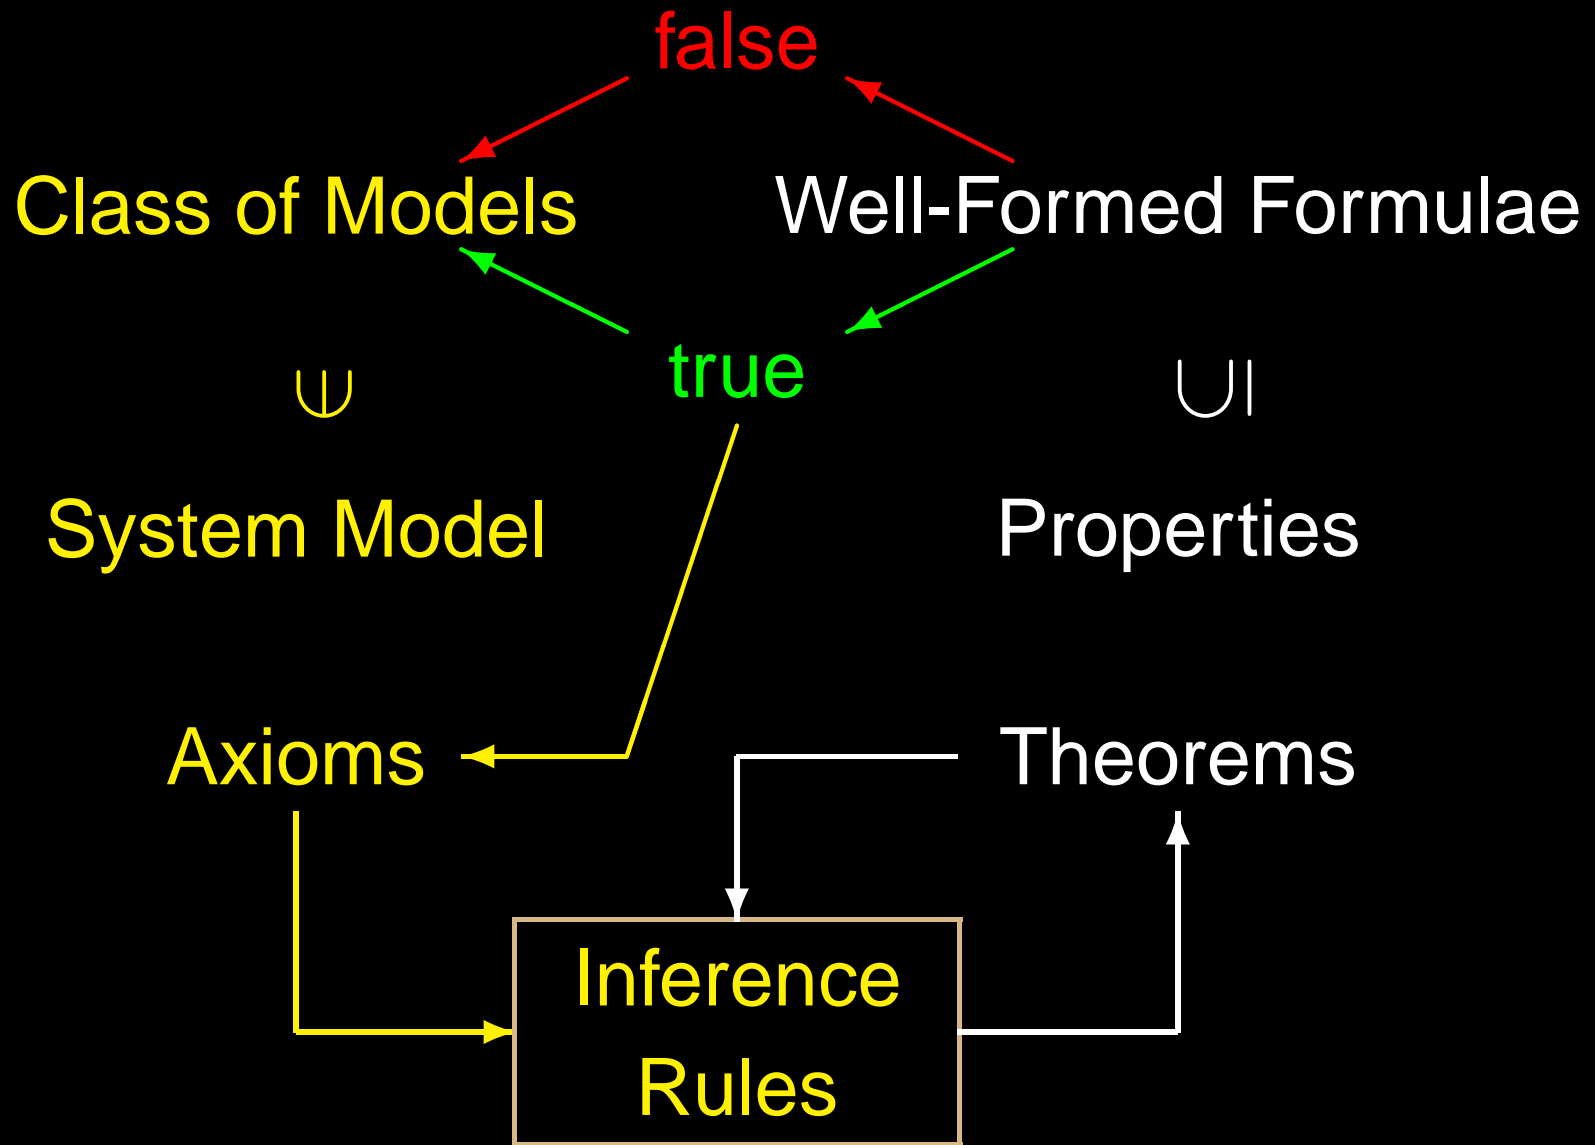 false
Class of Models Well-Formed Formulae
true
System Model Properties
Axioms Theorems
Inference
Rules